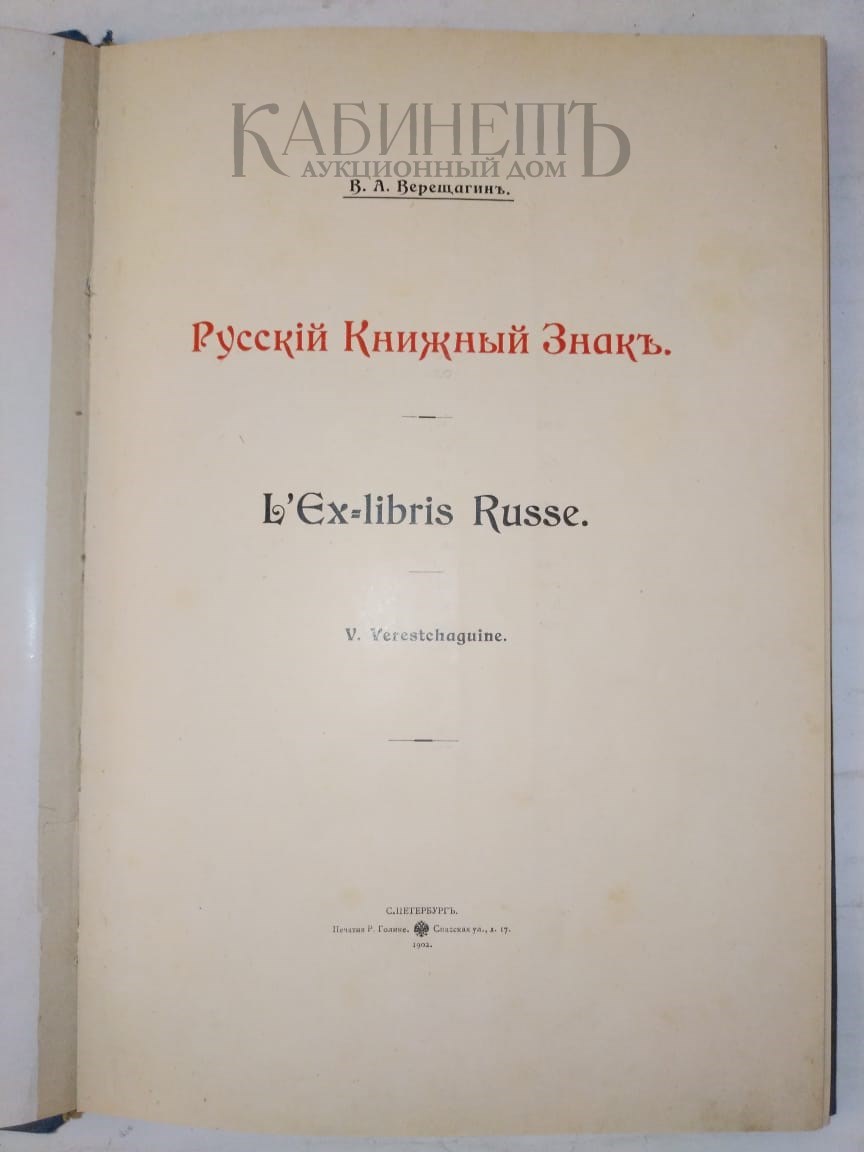 КАБИНЕТЪ
АУКЦИОННЫЙ ДОМ
В. А. Верещагинъ.
Русскій Книжный Знакъ.
L'Ex=libris Russe.
V. Verestchaguine.
С.ПЕТЕРБУРГЪ.
Печатня Р. Голике. Спасская ул., д. 17.
1902.